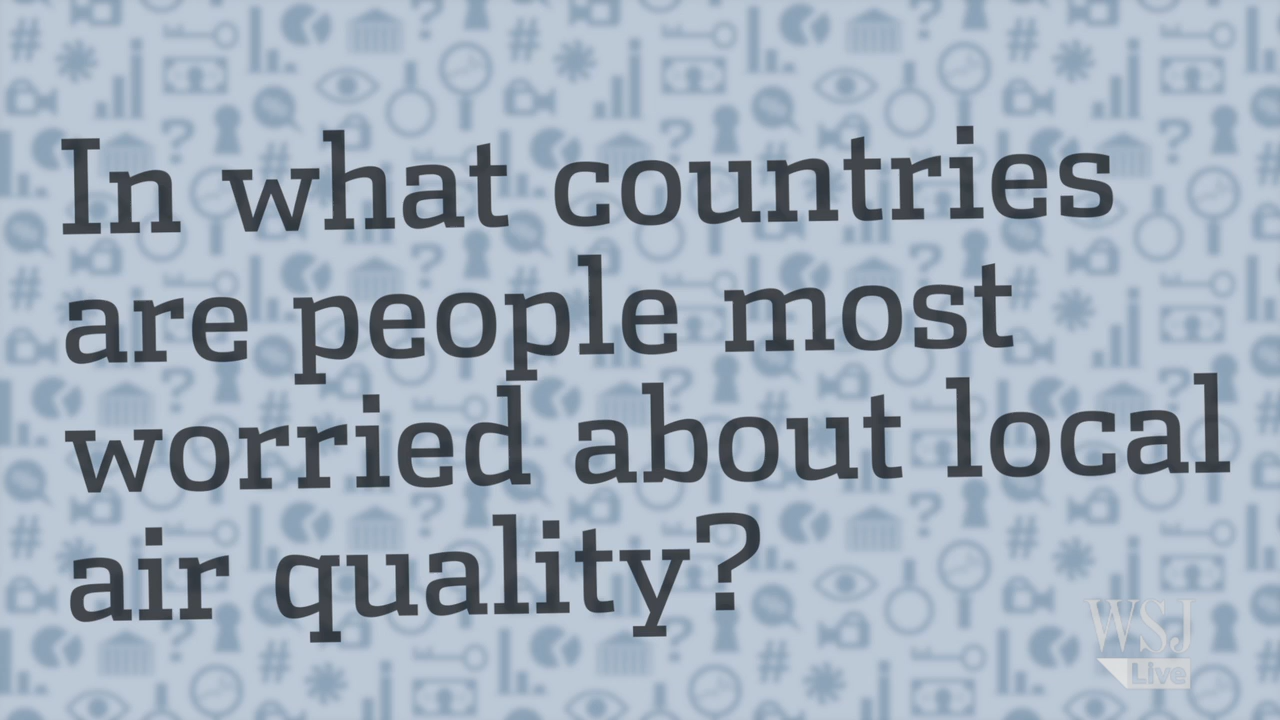 In what countries
are people most
worried about local
air quality?
WSJ
Live